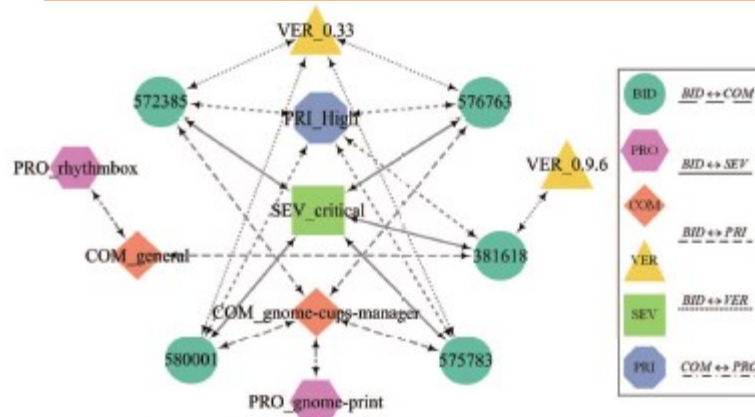 VER_0.33
572385
576763
PRI_High
PRO_rhythmbox
VER_0.9.6
SEV_critical
COM_general
381618
COM_gnome-cups-manager
580001
575783
PRO_gnome-print
BID
BID↔COM
PRO
BID↔SEV
COM
BID↔PRI
VER
BID↔VER
SEV
PRI
COM↔PRO